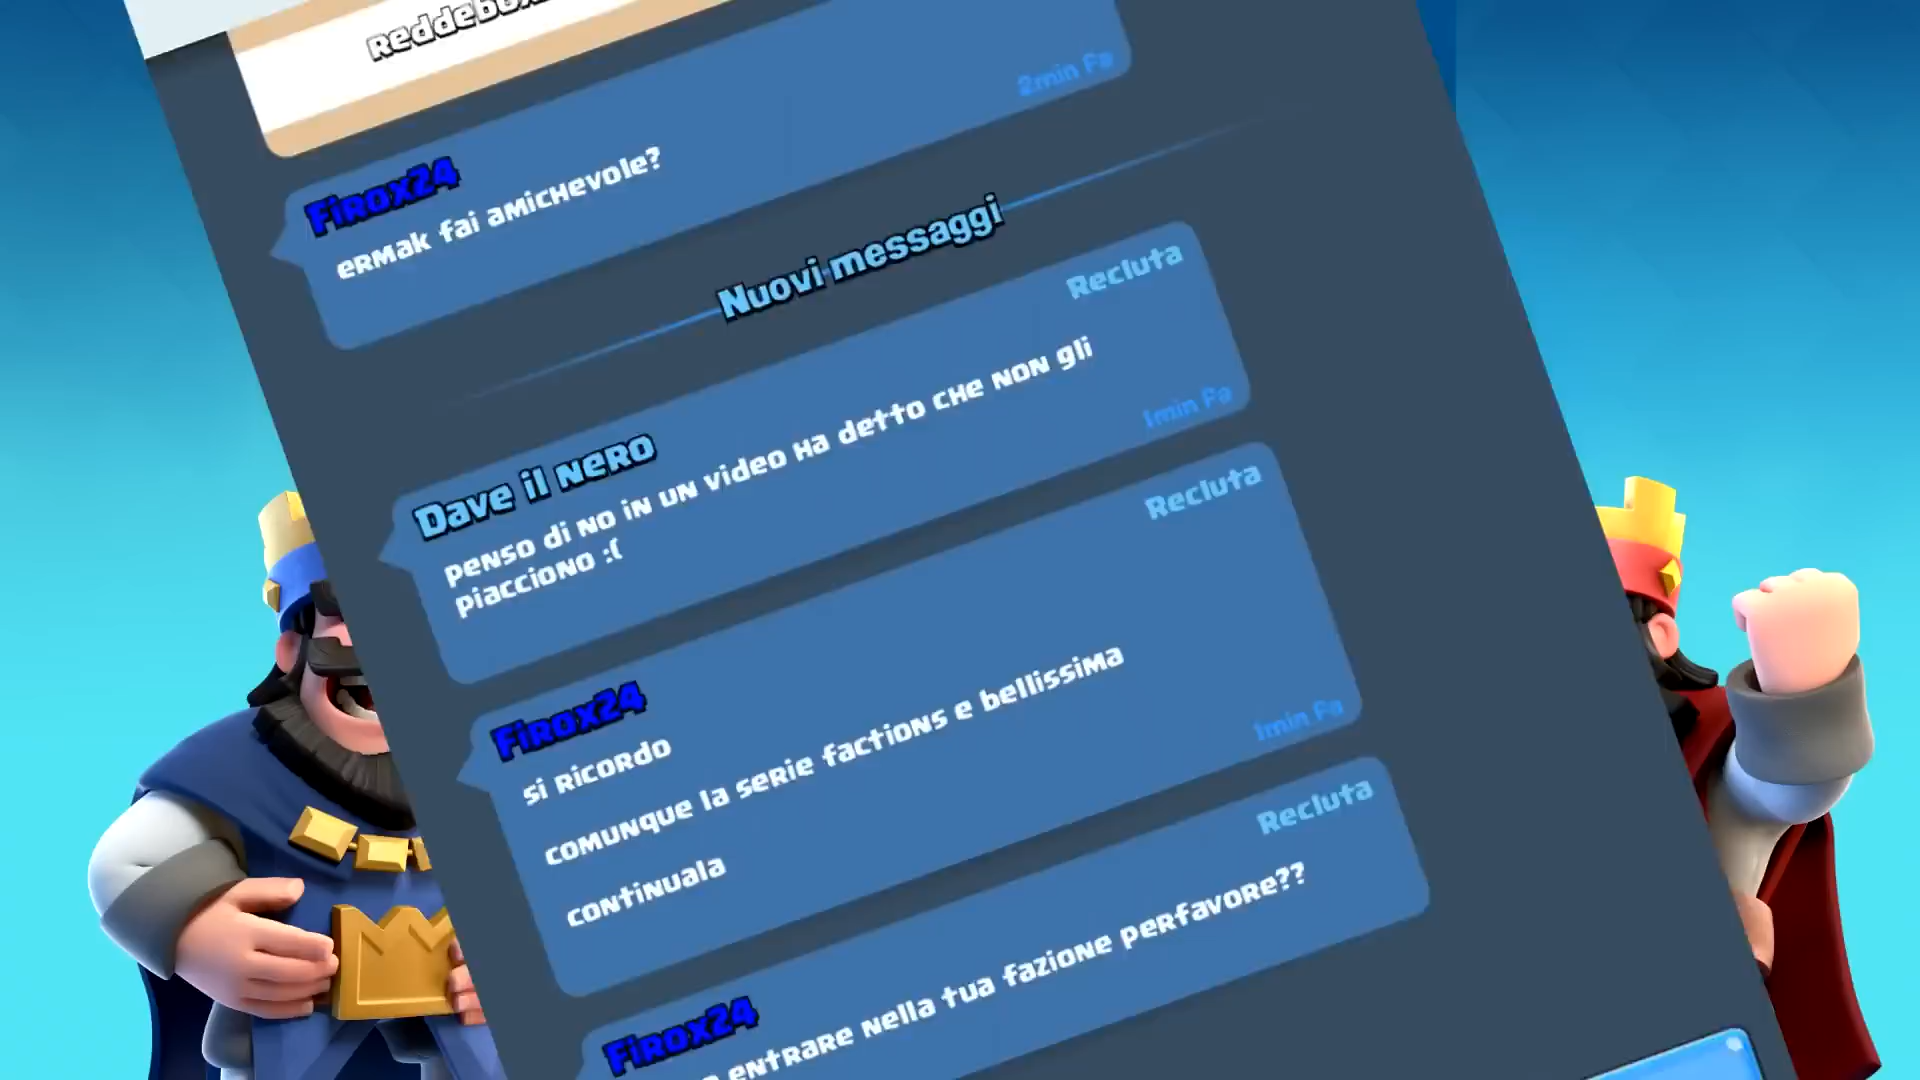 2min Fa
Firox24
ermak fai amichevole?
Nuovi messaggi
Recluta
Dave il nero
penso di no in un video ha detto che non gli
piacciono :(
1min Fa
Recluta
Firox24
si ricordo
comunque la serie factions e bellissima
continuala
1min Fa
Recluta
Firox24
entrare nella tua fazione perfavore??